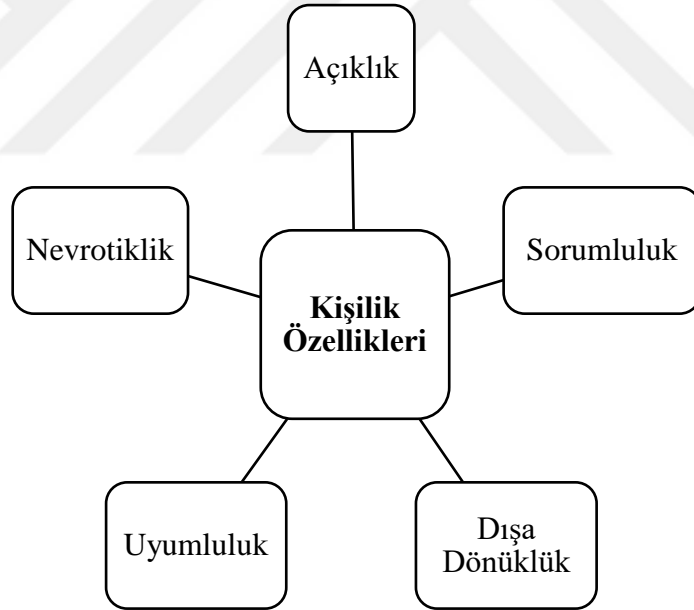 Açıklık
Nevrotiklik
Sorumluluk
Kişilik
Özellikleri
Uyumluluk
Dışa
Dönüklük